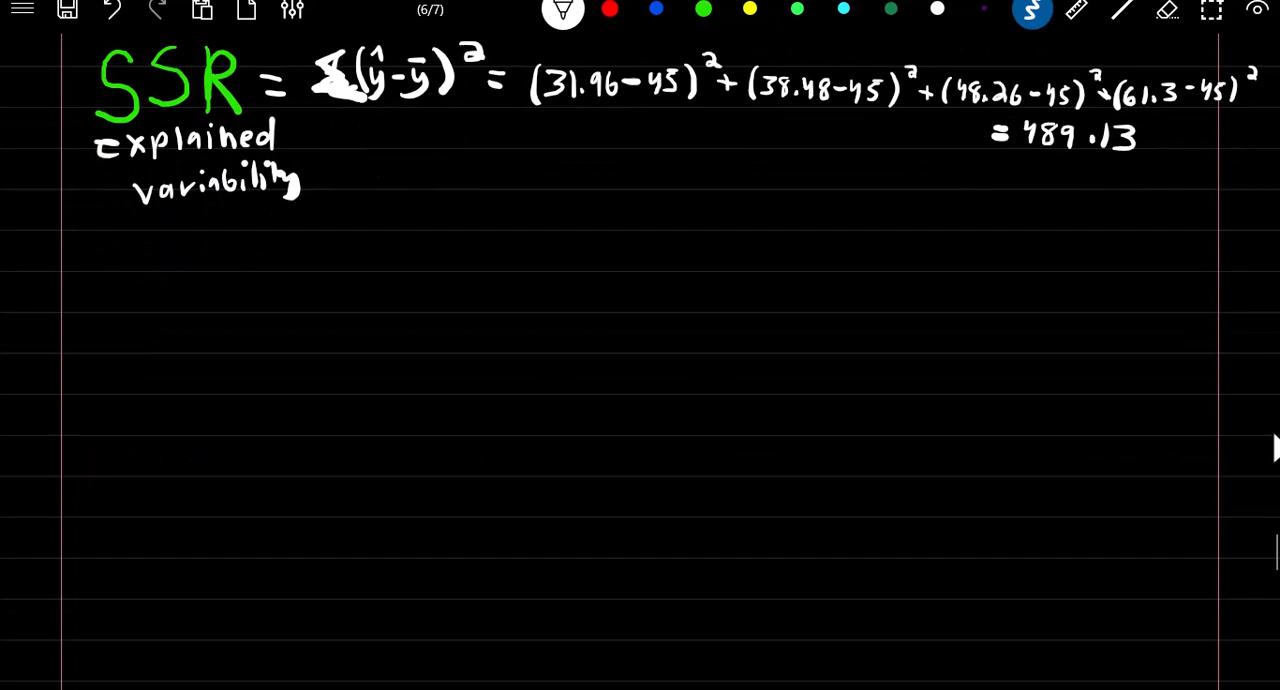 (6/7)
SSR = Σ(ŷ-ȳ)² = (31.96-45)² + (38.48-45)² + (48.26-45)² + (61.3-45)²
= 489.13
= explained
variability